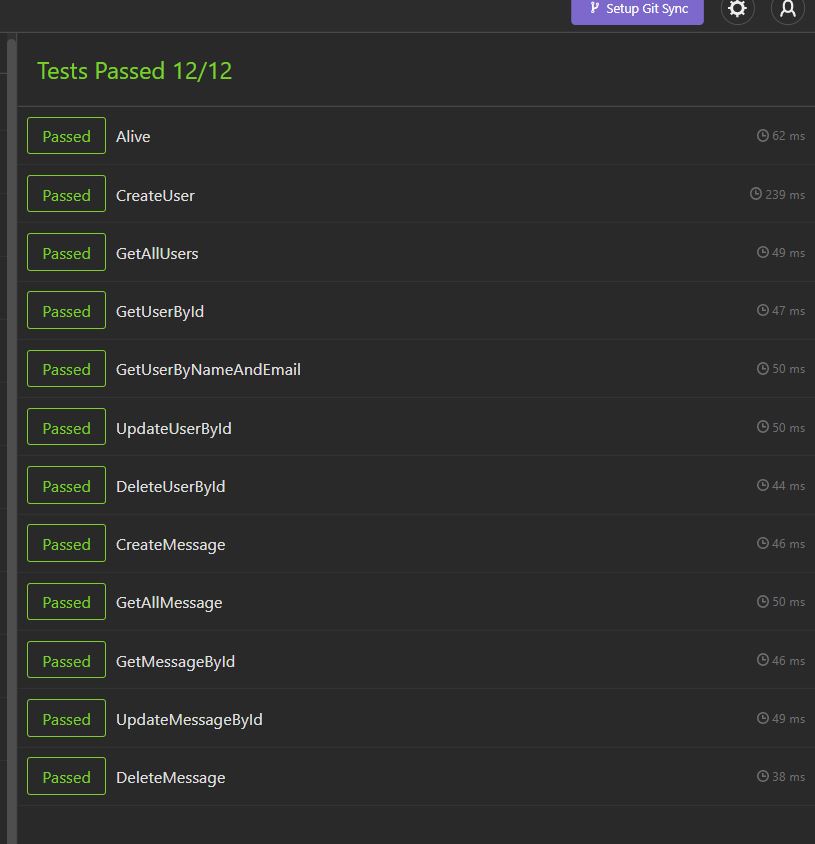 Setup Git Sync
Tests Passed 12/12
Passed Alive 62 ms
Passed CreateUser 239 ms
Passed GetAllUsers 49 ms
Passed GetUserById 47 ms
Passed GetUserByNameAndEmail 50 ms
Passed UpdateUserById 50 ms
Passed DeleteUserById 44 ms
Passed CreateMessage 46 ms
Passed GetAllMessage 50 ms
Passed GetMessageById 46 ms
Passed UpdateMessageById 49 ms
Passed DeleteMessage 38 ms